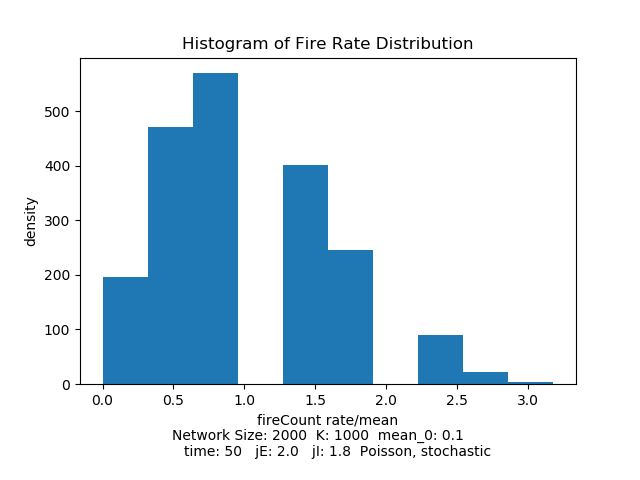 Histogram of Fire Rate Distribution
density
500
400
300
200
100
0
0.0 0.5 1.0 1.5 2.0 2.5 3.0
fireCount rate/mean
Network Size: 2000  K: 1000  mean_0: 0.1
time: 50   jE: 2.0   jI: 1.8  Poisson, stochastic